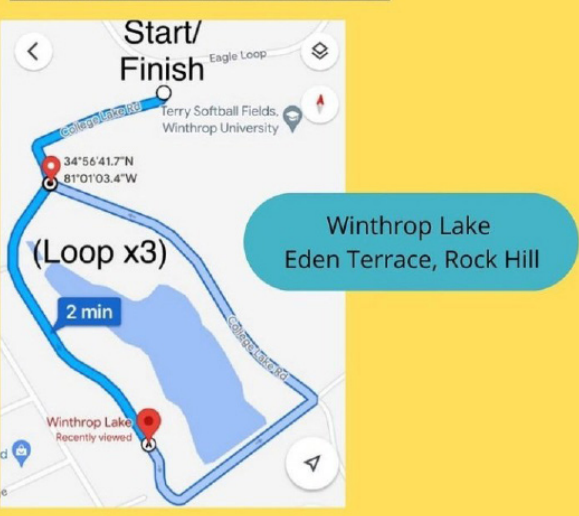 Start/
Finish
Eagle Loop
College Lake Rd
Terry Softball Fields,
Winthrop University
34°56'41.7"N
81°01'03.4"W
(Loop x3)
Winthrop Lake
Eden Terrace, Rock Hill
2 min
College Lake Rd
Winthrop Lake
Recently viewed
A
d
e